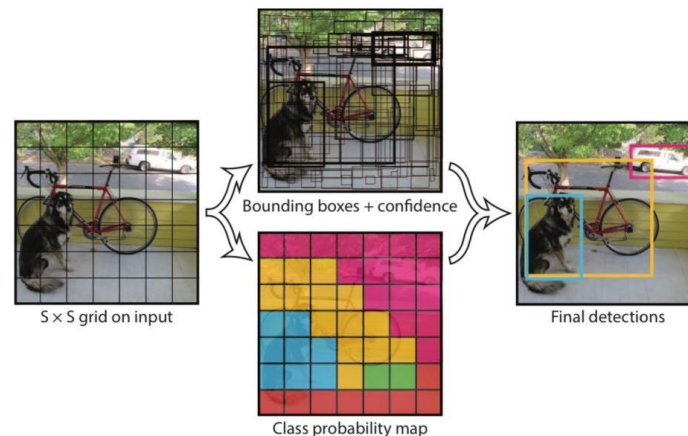 Bounding boxes + confidence
S × S grid on input
Final detections
Class probability map